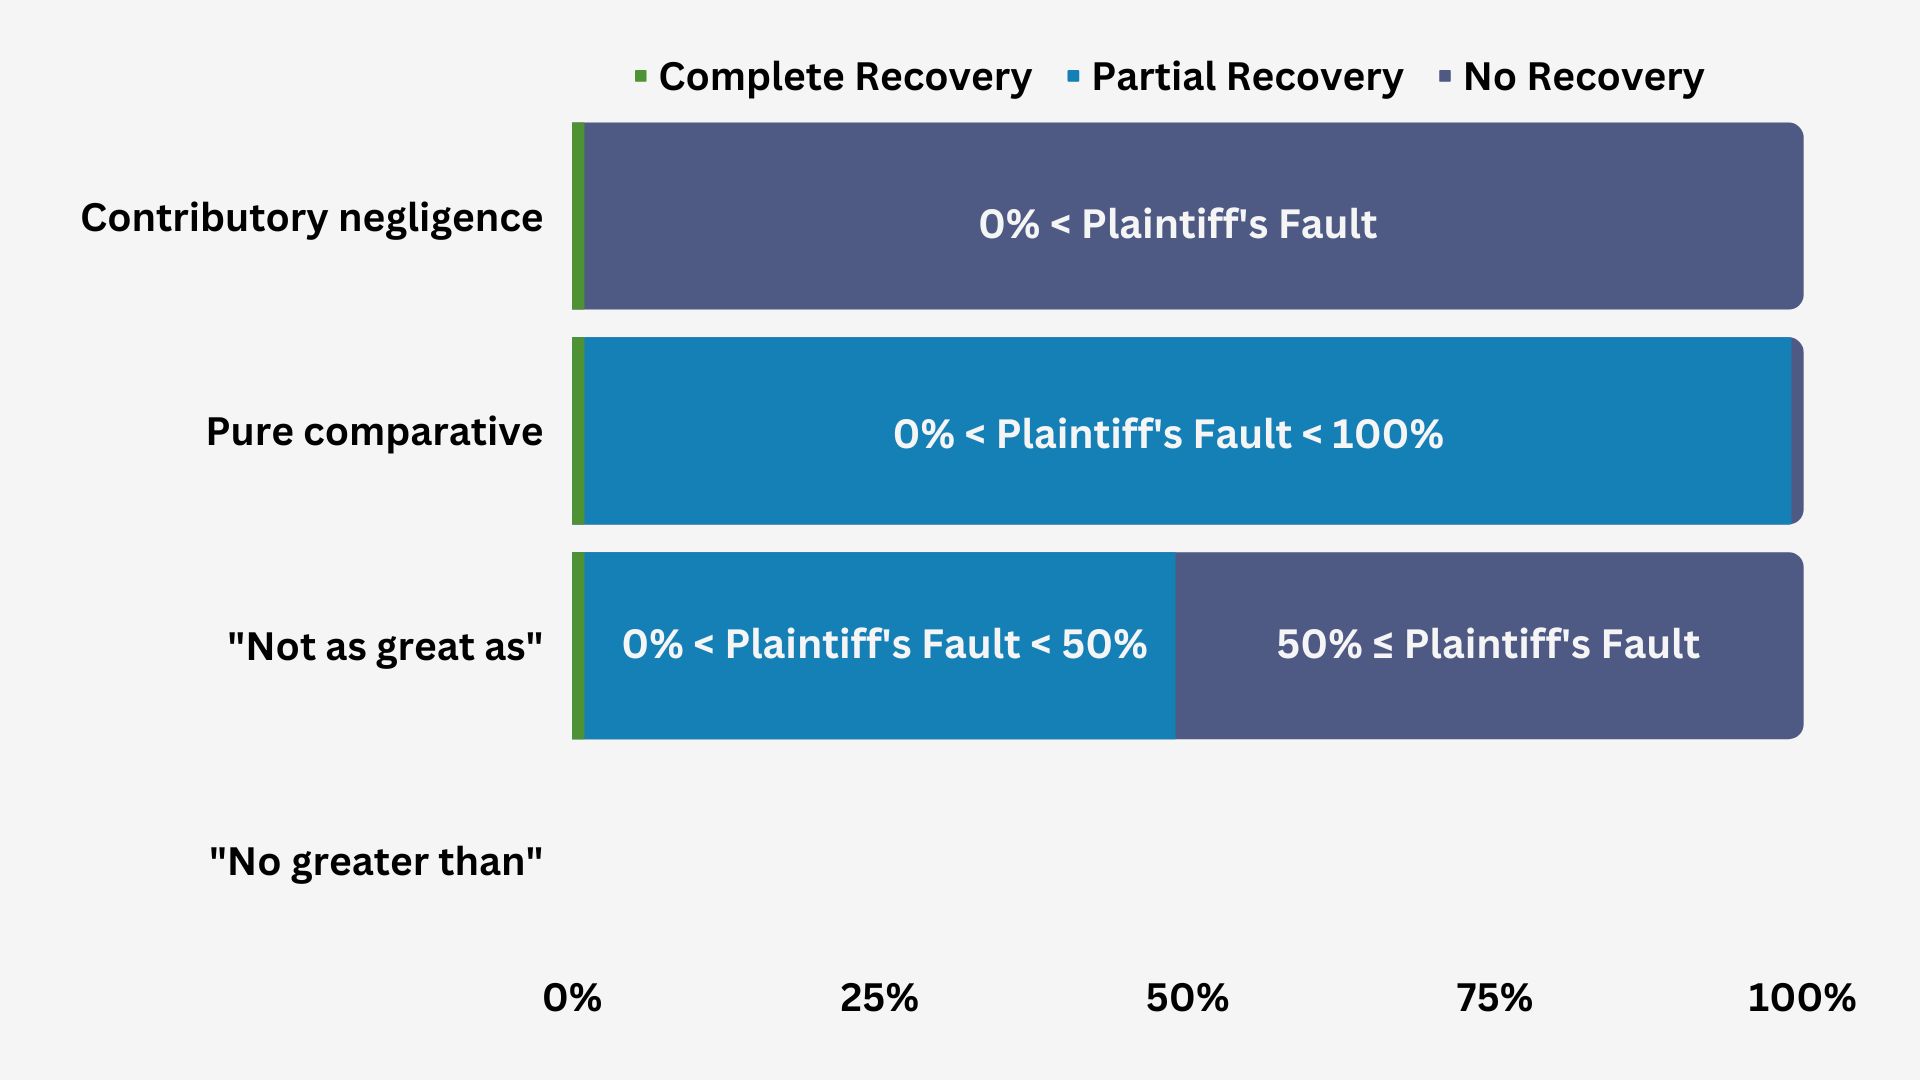 Complete Recovery Partial Recovery No Recovery
Contributory negligence
0% < Plaintiff's Fault
Pure comparative
0% < Plaintiff's Fault < 100%
"Not as great as"
0% < Plaintiff's Fault < 50%
50% ≤ Plaintiff's Fault
"No greater than"
0% 25% 50% 75% 100%